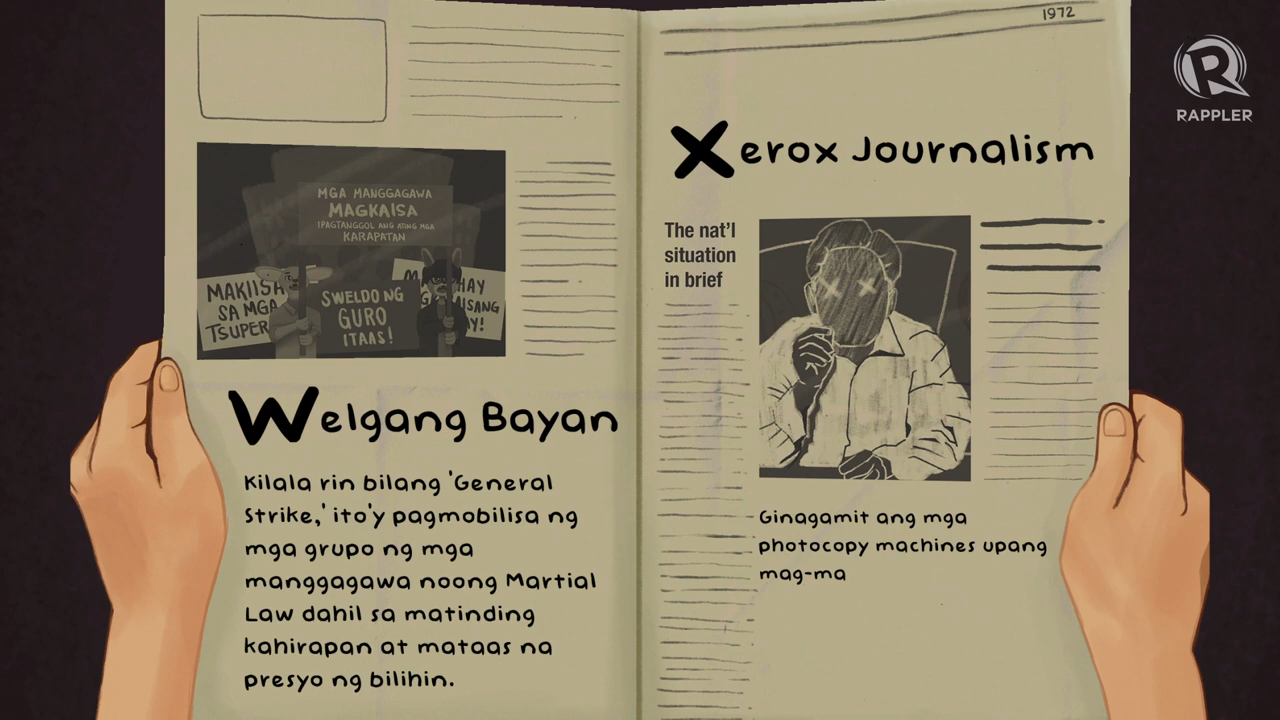 MGA MANGGAGAWA
MAGKAISA
IPAGTANGGOL ANG ATING MGA
KARAPATAN
MAKIISA
SA MGA
TSUPER
SWELDO NG
GURO
ITAAS!
Welgang Bayan
Kilala rin bilang 'General
Strike,' ito'y pagmobilisa ng
mga grupo ng mga
manggagawa noong Martial
Law dahil sa matinding
kahirapan at mataas na
presyo ng bilihin.
1972
Xerox Journalism
The nat'l
situation
in brief
Ginagamit ang mga
photocopy machines upang
mag-ma
R
RAPPLER